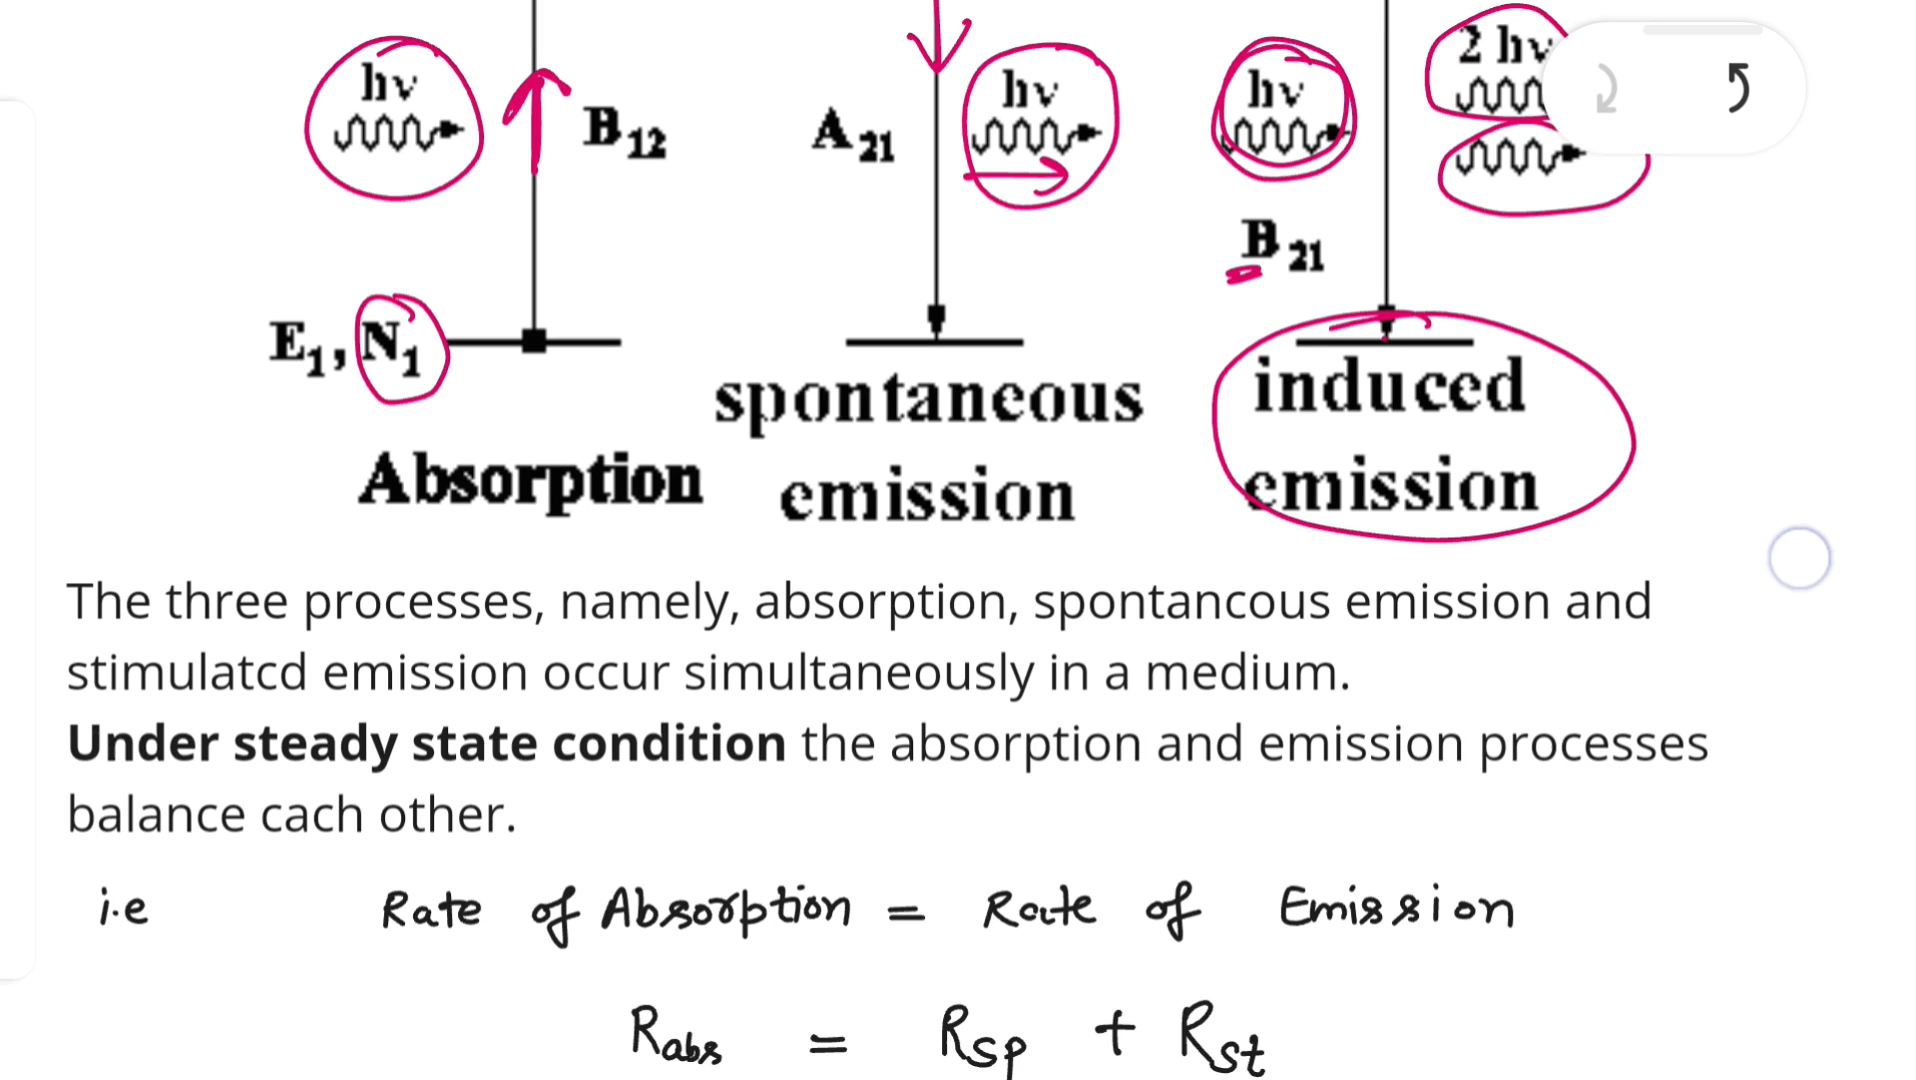 hν hν hν 2 hν
B12 A21
B21
E1, N1
induced
spontaneous
emission
Absorption emission
The three processes, namely, absorption, spontancous emission and
stimulatcd emission occur simultaneously in a medium.
Under steady state condition the absorption and emission processes
balance cach other.
i.e Rate of Absorption = Rate of Emission
Rabs = Rsp + Rst